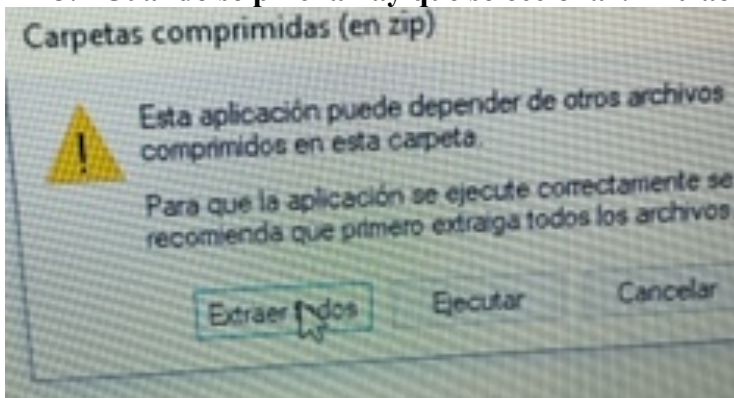 Carpetas comprimidas (en zip)
Esta aplicación puede depender de otros archivos
comprimidos en esta carpeta.
Para que la aplicación se ejecute correctamente se
recomienda que primero extraiga todos los archivos
Extraer todos
Ejecutar
Cancelar